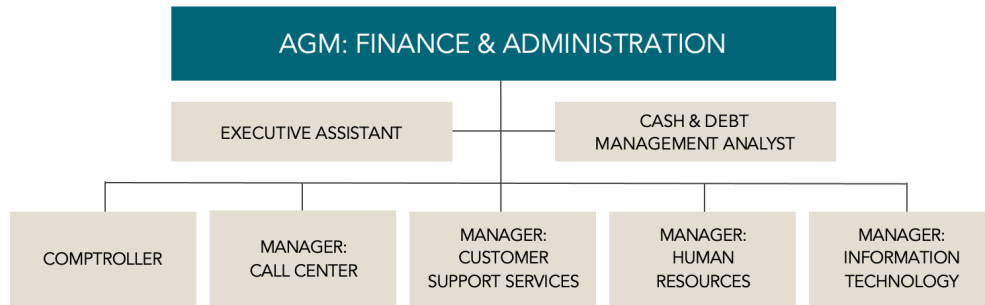 AGM: FINANCE & ADMINISTRATION
EXECUTIVE ASSISTANT
CASH & DEBT
MANAGEMENT ANALYST
COMPTROLLER
MANAGER:
CALL CENTER
MANAGER:
CUSTOMER
SUPPORT SERVICES
MANAGER:
HUMAN
RESOURCES
MANAGER:
INFORMATION
TECHNOLOGY